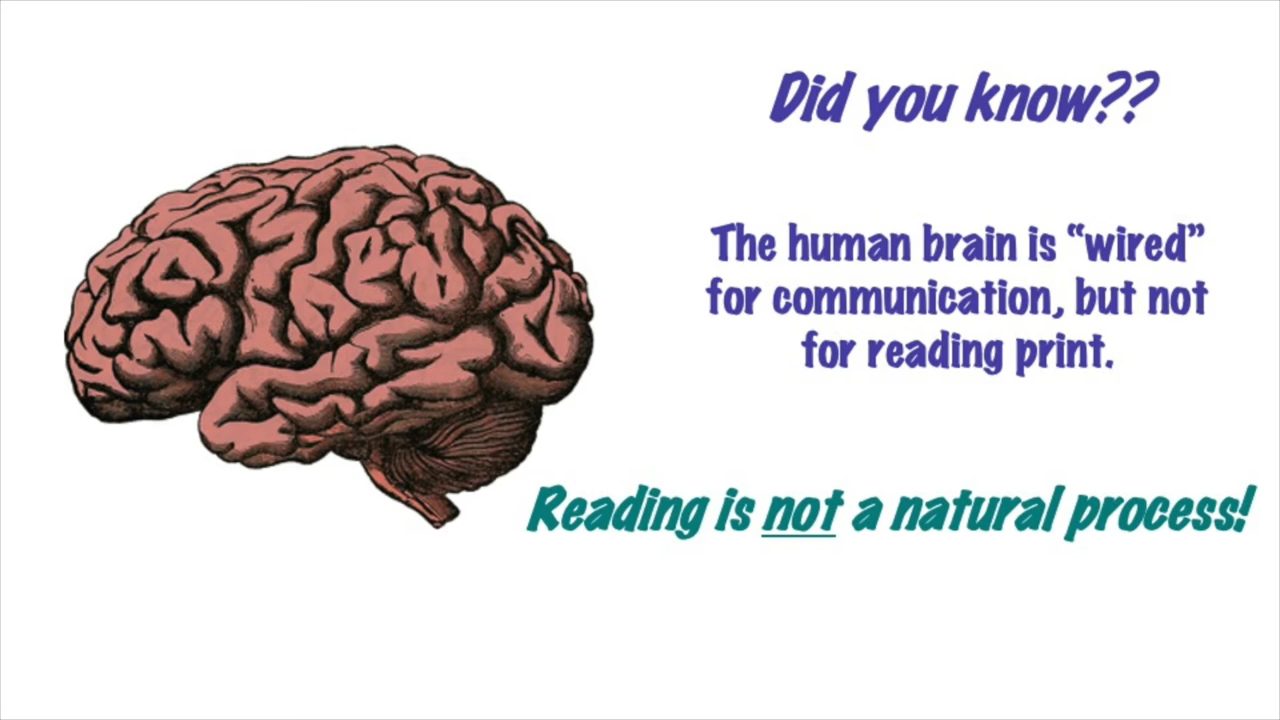 Did you know??
The human brain is “wired”
for communication, but not
for reading print.
Reading is not a natural process!